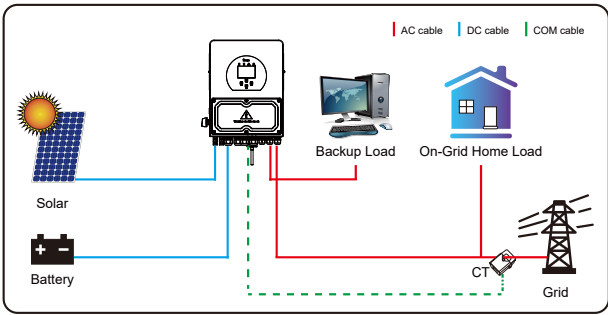 AC cable
DC cable
COM cable
Backup Load
On-Grid Home Load
Solar
Battery
CT
Grid